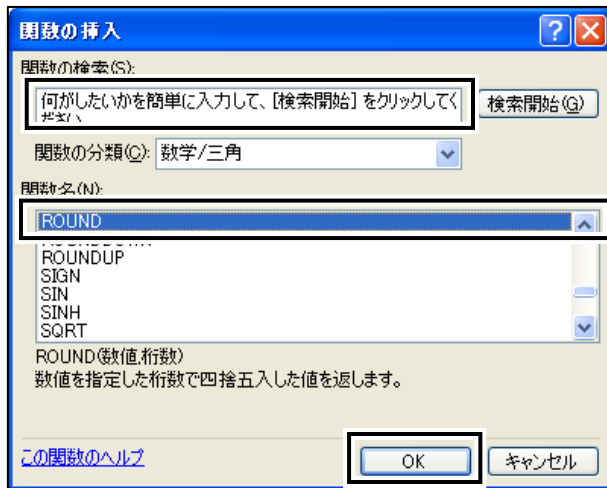 関数の挿入
関数の検索(S):
何がしたいかを簡単に入力して、[検索開始] をクリックしてく
ださい
検索開始(G)
関数の分類(C): 数学/三角
関数名(N):
ROUND
ROUNDDOWN
ROUNDUP
SIGN
SIN
SINH
SQRT
ROUND(数値,桁数)
数値を指定した桁数で四捨五入した値を返します。
この関数のヘルプ
OK
キャンセル